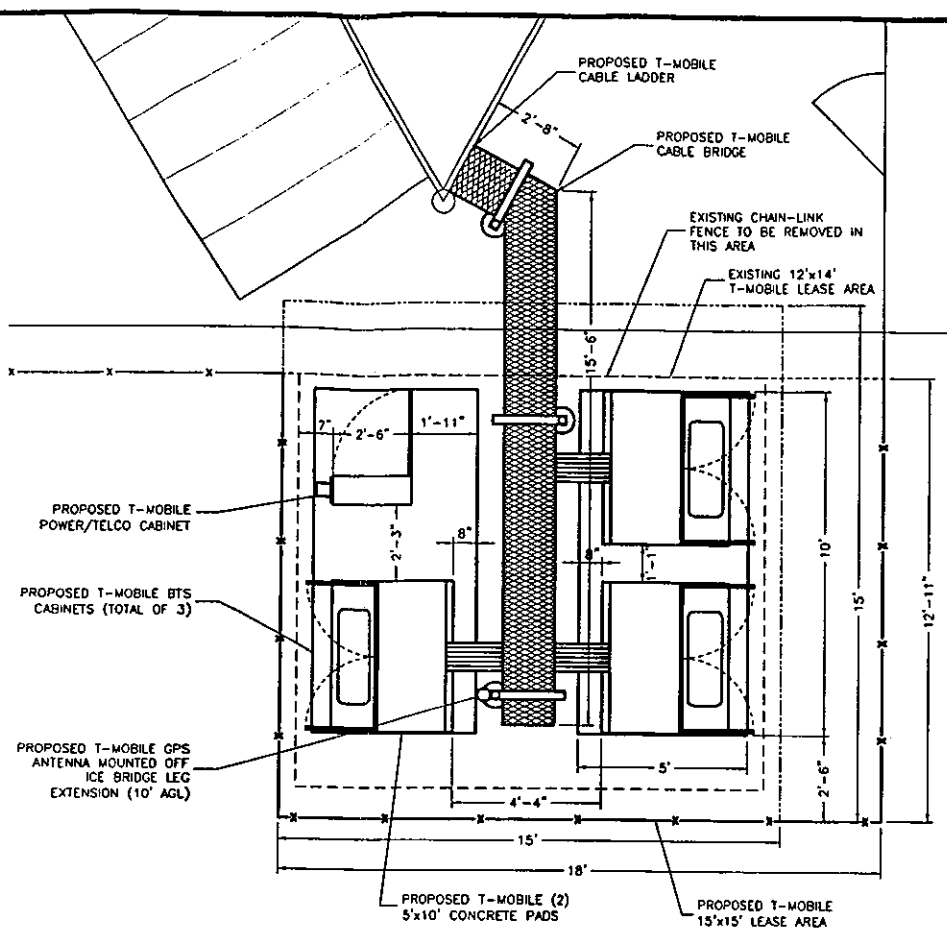 PROPOSED T-MOBILE
CABLE LADDER
2'-8"
PROPOSED T-MOBILE
CABLE BRIDGE
EXISTING CHAIN-LINK
FENCE TO BE REMOVED IN
THIS AREA
EXISTING 12'x14'
T-MOBILE LEASE AREA
15'-6"
7"
2'-6"
1'-11"
PROPOSED T-MOBILE
POWER/TELCO CABINET
2'-3"
8"
8"
1'-1"
10'
15'
12'-11"
PROPOSED T-MOBILE BTS
CABINETS (TOTAL OF 3)
PROPOSED T-MOBILE GPS
ANTENNA MOUNTED OFF
ICE BRIDGE LEG
EXTENSION (10' AGL)
5'
2'-6"
4'-4"
15'
18'
PROPOSED T-MOBILE (2)
5'x10' CONCRETE PADS
PROPOSED T-MOBILE
15'x15' LEASE AREA